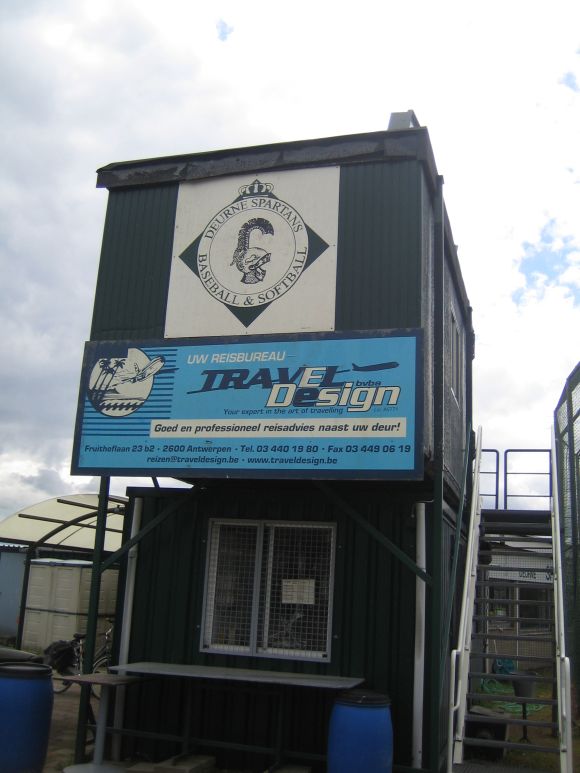 DEURNE SPARTANS
BASEBALL & SOFTBALL
UW REISBUREAU
TRAVEL
Design bvba
Your expert in the art of travelling
Goed en professioneel reisadvies naast uw deur!
Fruithoflaan 23 b2 • 2600 Antwerpen • Tel. 03 440 19 80 • Fax 03 449 06 19
reizen@traveldesign.be • www.traveldesign.be
DEURNE